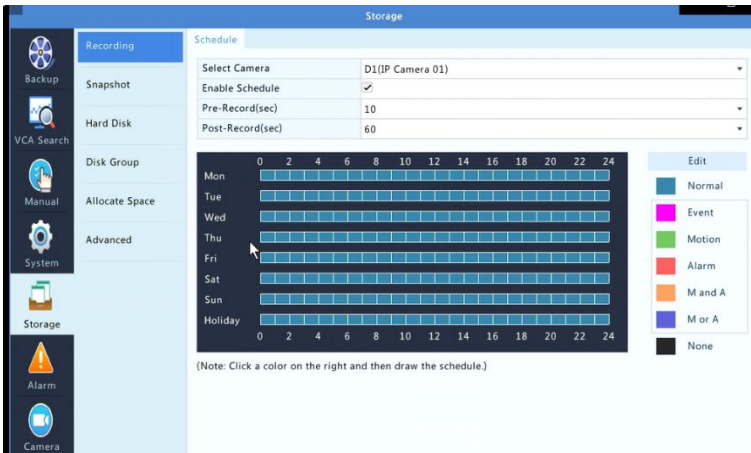 Storage
Backup
VCA Search
Manual
System
Storage
Alarm
Camera
Recording
Snapshot
Hard Disk
Disk Group
Allocate Space
Advanced
Schedule
Select Camera D1(IP Camera 01)
Enable Schedule
Pre-Record(sec) 10
Post-Record(sec) 60
0 2 4 6 8 10 12 14 16 18 20 22 24
Mon
Tue
Wed
Thu
Fri
Sat
Sun
Holiday
0 2 4 6 8 10 12 14 16 18 20 22 24
(Note: Click a color on the right and then draw the schedule.)
Edit
Normal
Event
Motion
Alarm
M and A
M or A
None